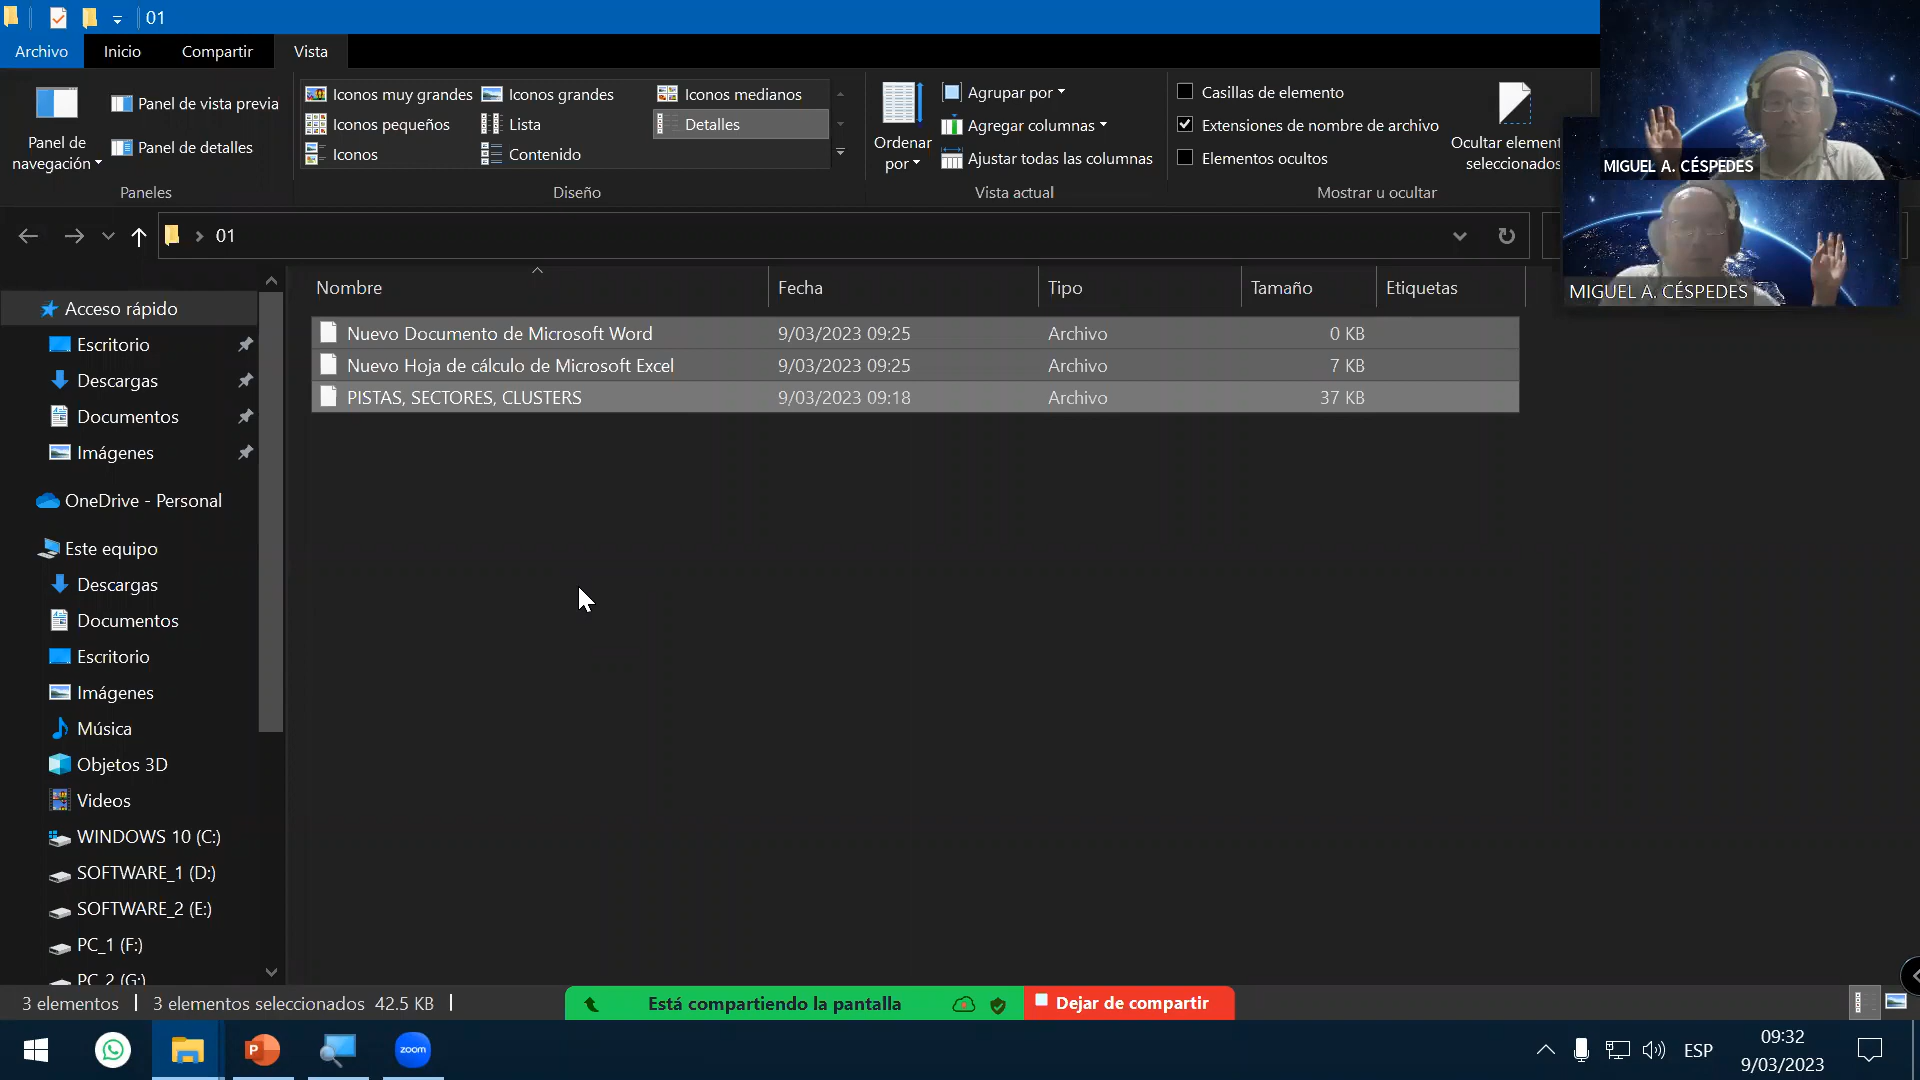 01
Archivo
Inicio
Compartir
Vista
Panel de navegación
Panel de vista previa
Panel de detalles
Paneles
Iconos muy grandes
Iconos grandes
Iconos medianos
Iconos pequeños
Lista
Detalles
Iconos
Contenido
Diseño
Ordenar por
Agrupar por
Agregar columnas
Ajustar todas las columnas
Vista actual
Casillas de elemento
Extensiones de nombre de archivo
Elementos ocultos
Ocultar element
seleccionados
Mostrar u ocultar
MIGUEL A. CÉSPEDES
MIGUEL A. CÉSPEDES
01
Nombre Fecha Tipo Tamaño Etiquetas
Nuevo Documento de Microsoft Word 9/03/2023 09:25 Archivo 0 KB
Nuevo Hoja de cálculo de Microsoft Excel 9/03/2023 09:25 Archivo 7 KB
PISTAS, SECTORES, CLUSTERS 9/03/2023 09:18 Archivo 37 KB
Acceso rápido
Escritorio
Descargas
Documentos
Imágenes
OneDrive - Personal
Este equipo
Descargas
Documentos
Escritorio
Imágenes
Música
Objetos 3D
Videos
WINDOWS 10 (C:)
SOFTWARE_1 (D:)
SOFTWARE_2 (E:)
PC_1 (F:)
PC_2 (G:)
3 elementos
3 elementos seleccionados 42.5 KB
Está compartiendo la pantalla
Dejar de compartir
zoom
ESP
09:32
9/03/2023